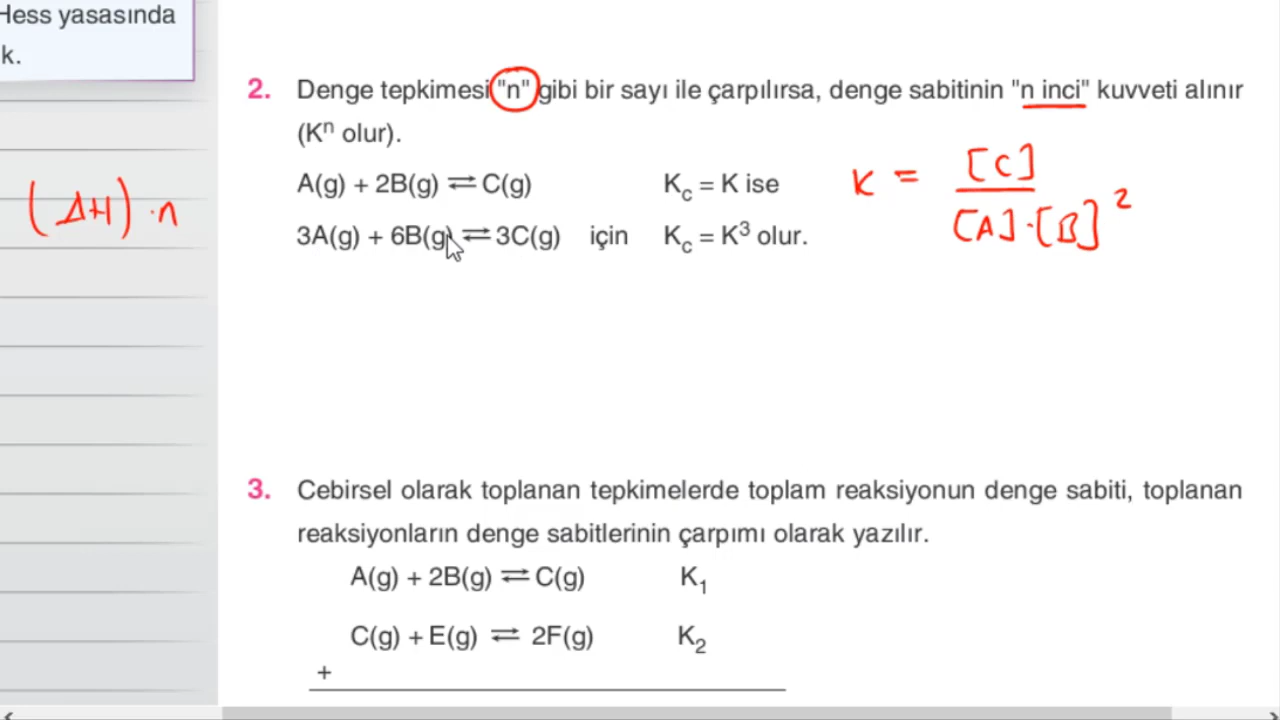 Hess yasasında
k.
(ΔH) · n
2. Denge tepkimesi "n" gibi bir sayı ile çarpılırsa, denge sabitinin "n inci" kuvveti alınır
(Kⁿ olur).
A(g) + 2B(g) ⇌ C(g) K꜀ = K ise
3A(g) + 6B(g) ⇌ 3C(g) için K꜀ = K³ olur.
K = [C] / [A]·[B]²
3. Cebirsel olarak toplanan tepkimelerde toplam reaksiyonun denge sabiti, toplanan
reaksiyonların denge sabitlerinin çarpımı olarak yazılır.
A(g) + 2B(g) ⇌ C(g) K₁
C(g) + E(g) ⇌ 2F(g) K₂
+